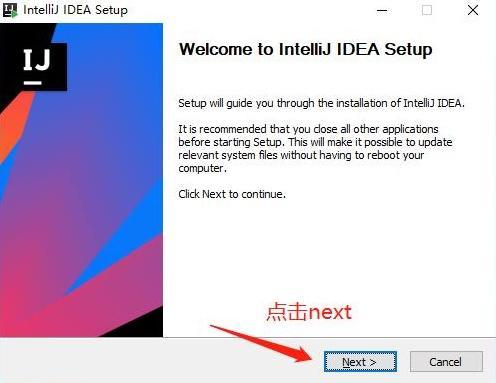 IntelliJ IDEA Setup
IJ
Welcome to IntelliJ IDEA Setup
Setup will guide you through the installation of IntelliJ IDEA.
It is recommended that you close all other applications
before starting Setup. This will make it possible to update
relevant system files without having to reboot your
computer.
Click Next to continue.
点击next
Next >
Cancel